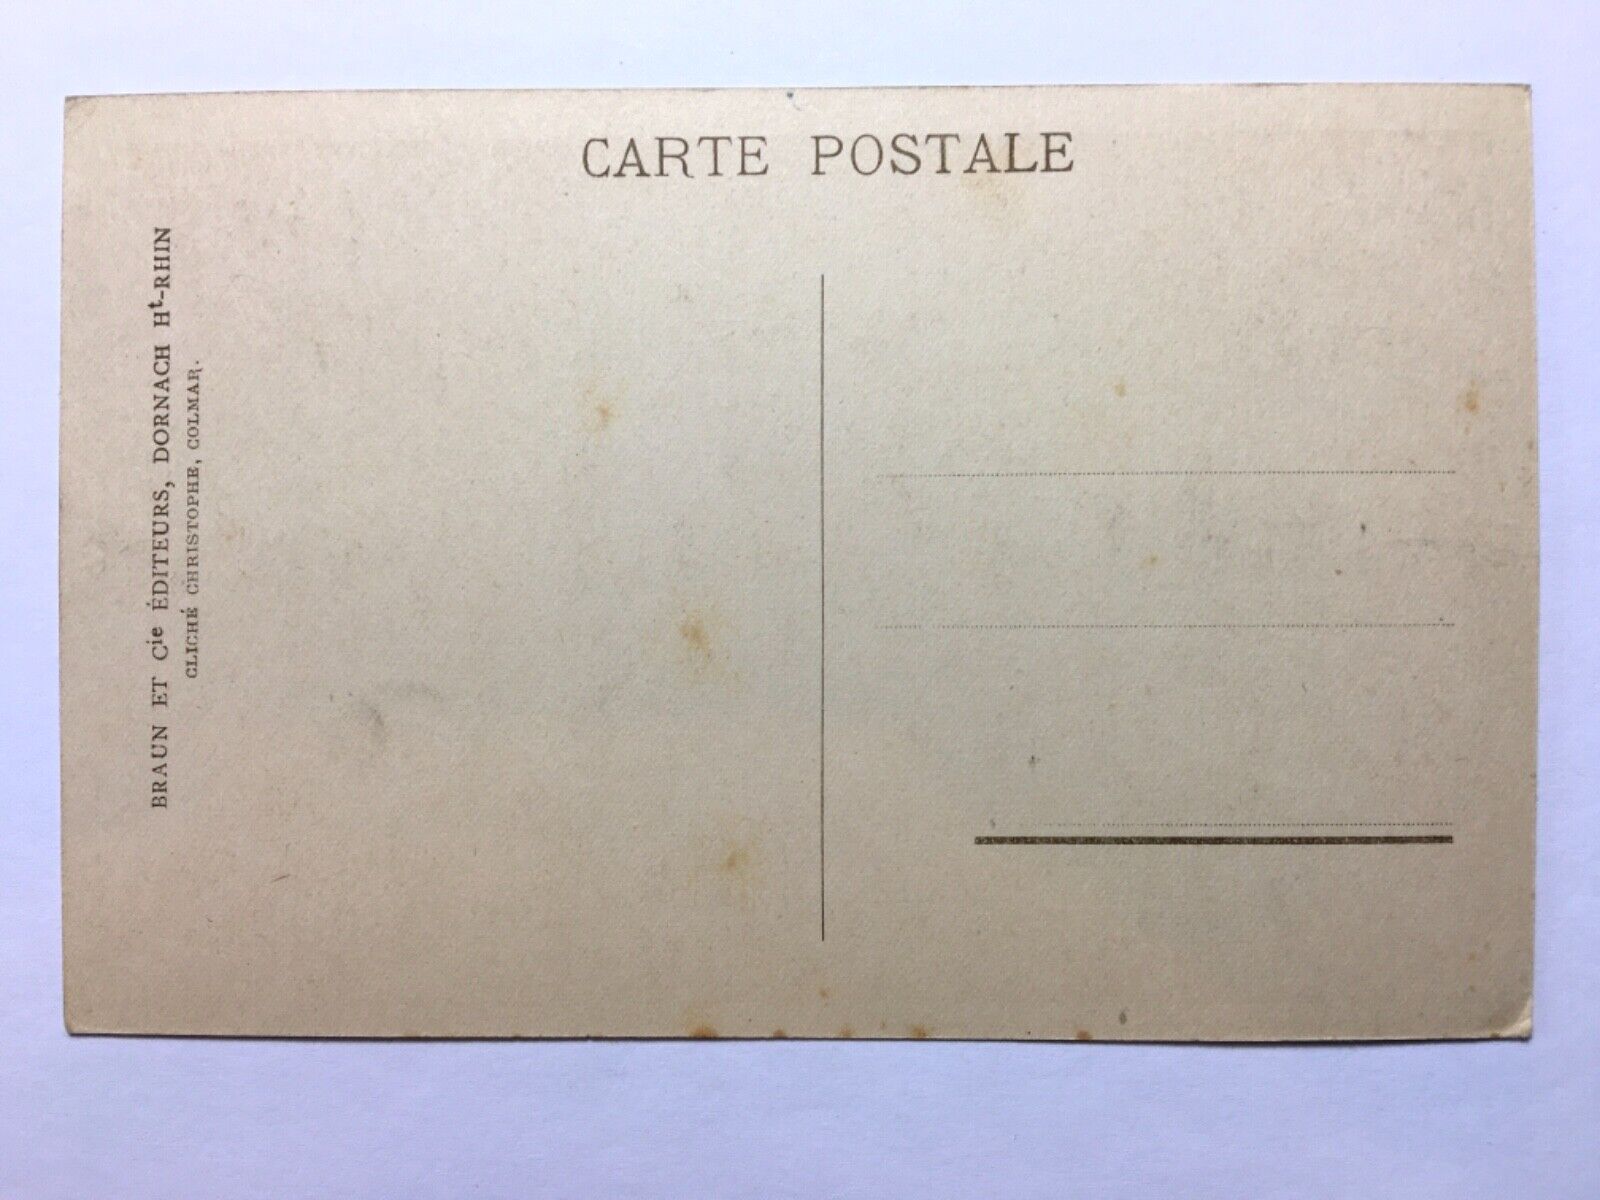 CARTE POSTALE
BRAUN ET Cie ÉDITEURS, DORNACH Ht-RHIN
CLICHÉ CHRISTOPHE, COLMAR.